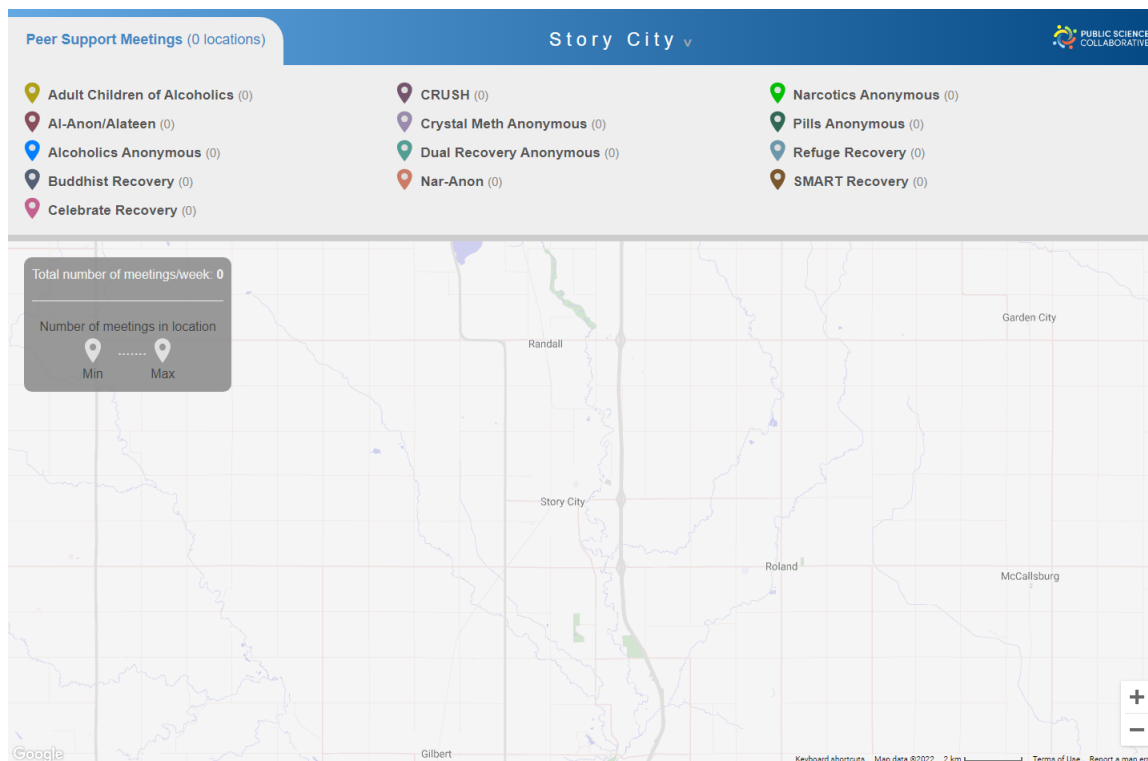 Peer Support Meetings (0 locations)
Story City v
PUBLIC SCIENCE
COLLABORATIVE
Adult Children of Alcoholics (0)
Al-Anon/Alateen (0)
Alcoholics Anonymous (0)
Buddhist Recovery (0)
Celebrate Recovery (0)
CRUSH (0)
Crystal Meth Anonymous (0)
Dual Recovery Anonymous (0)
Nar-Anon (0)
Narcotics Anonymous (0)
Pills Anonymous (0)
Refuge Recovery (0)
SMART Recovery (0)
Total number of meetings/week: 0
Number of meetings in location
Min ....... Max
Garden City
Randall
Story City
Roland
McCallsburg
Gilbert
+
−
Google
Keyboard shortcuts Map data ©2022 2 km Terms of Use Report a map er